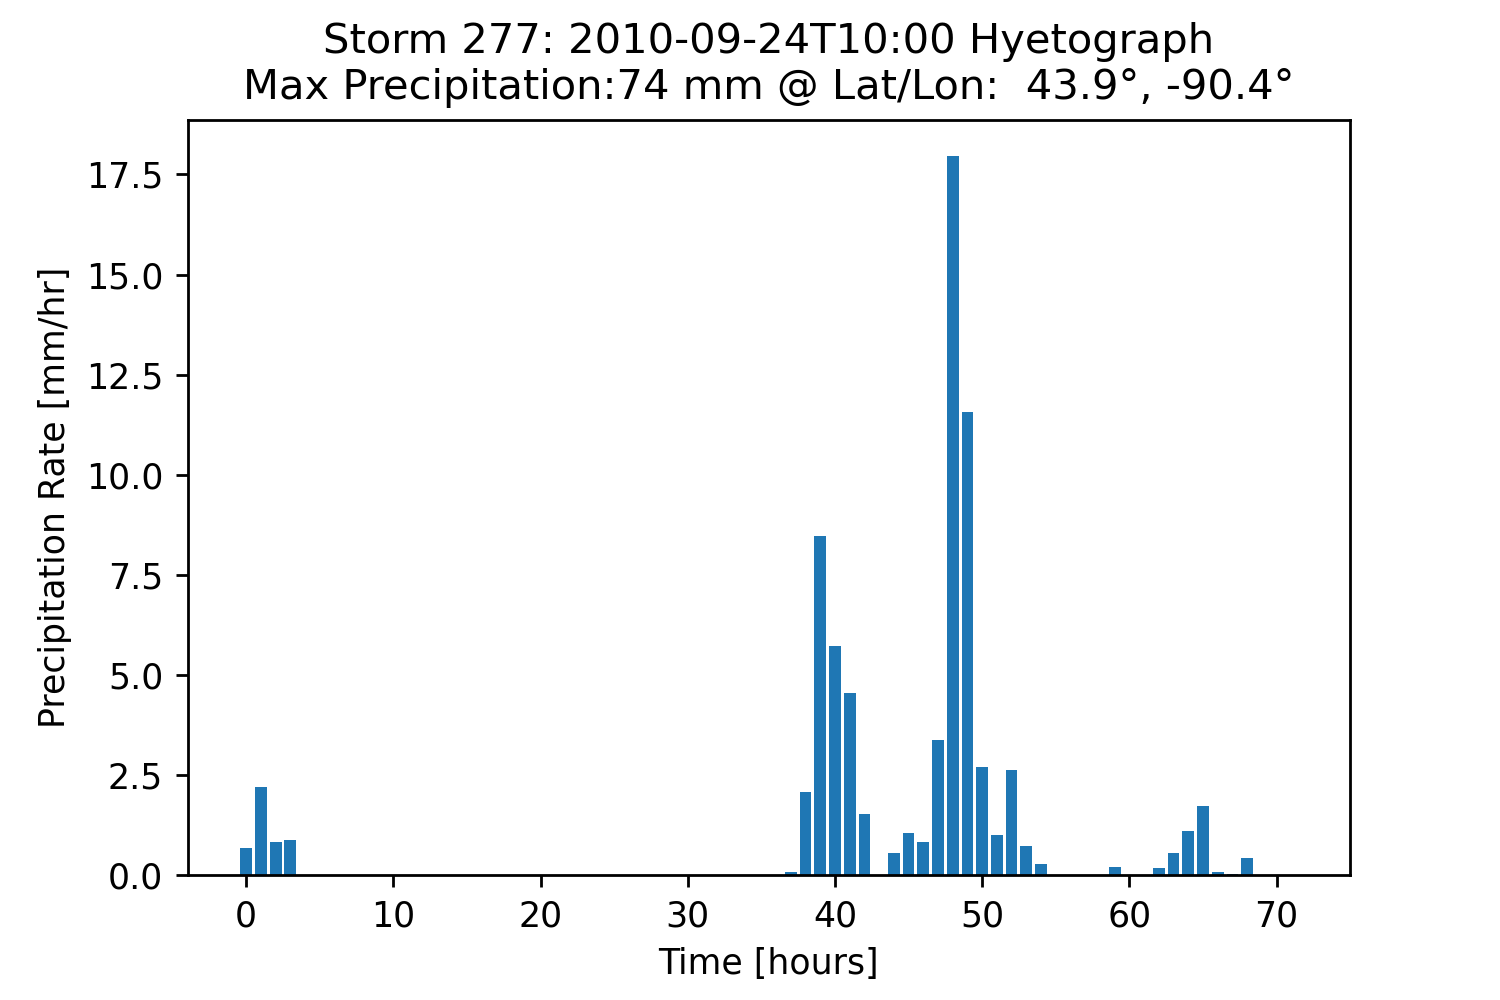 Storm 277: 2010-09-24T10:00 Hyetograph
Max Precipitation:74 mm @ Lat/Lon:  43.9°, -90.4°
17.5
15.0
12.5
10.0
7.5
5.0
2.5
0.0
Precipitation Rate [mm/hr]
0 10 20 30 40 50 60 70
Time [hours]